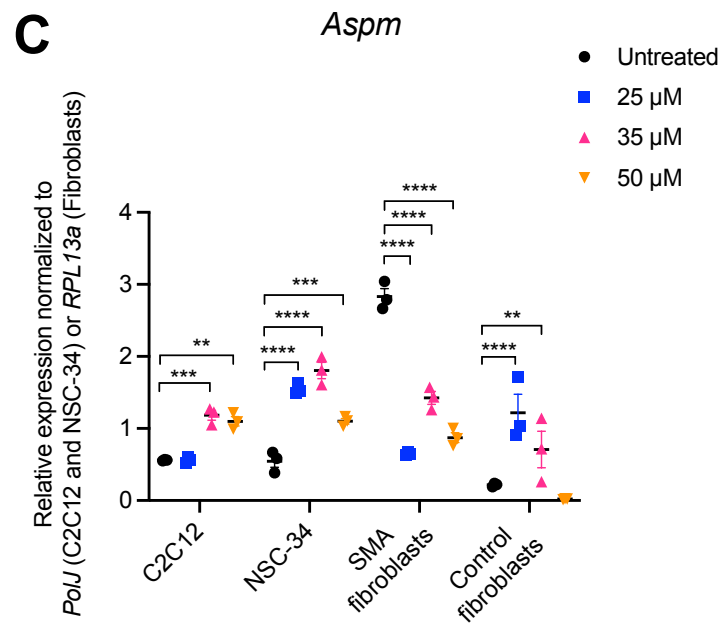 C
Aspm
Untreated
25 µM
35 µM
50 µM
Relative expression normalized to
PolJ (C2C12 and NSC-34) or RPL13a (Fibroblasts)
4
3
2
1
0
**
***
***
****
****
****
****
****
**
****
C2C12
NSC-34
SMA
fibroblasts
Control
fibroblasts